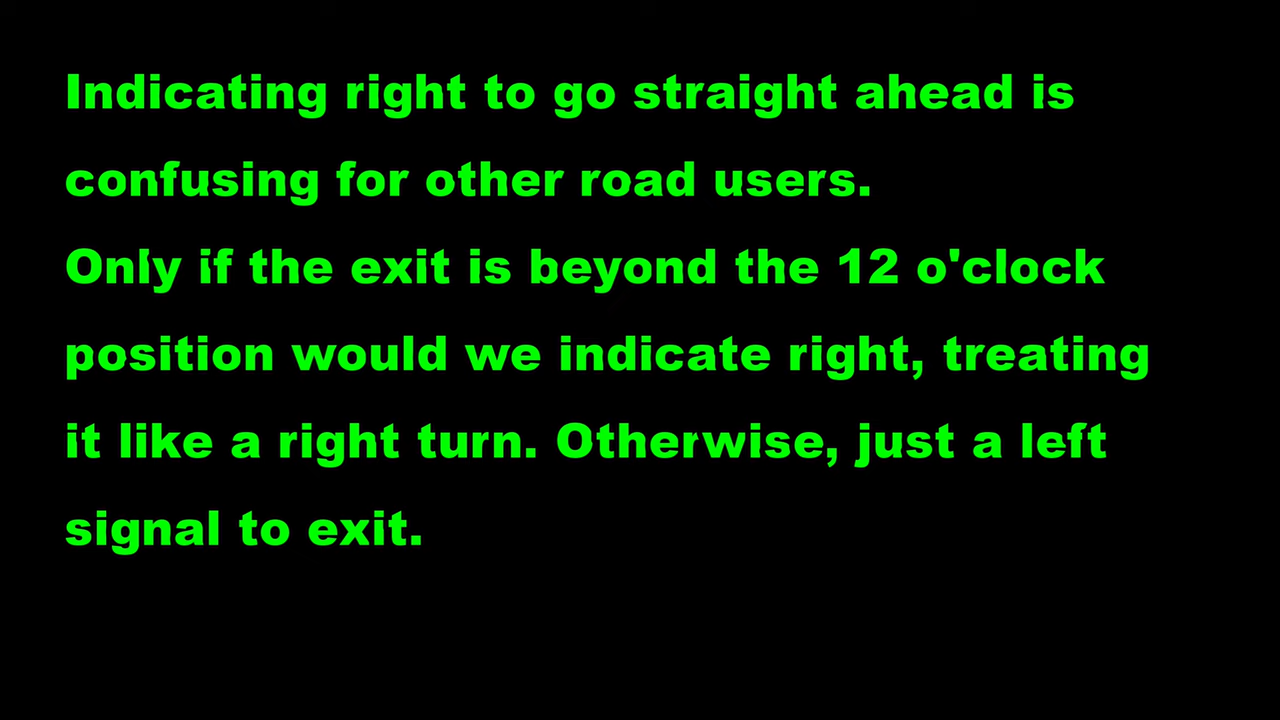 Indicating right to go straight ahead is
confusing for other road users.
Only if the exit is beyond the 12 o'clock
position would we indicate right, treating
it like a right turn. Otherwise, just a left
signal to exit.